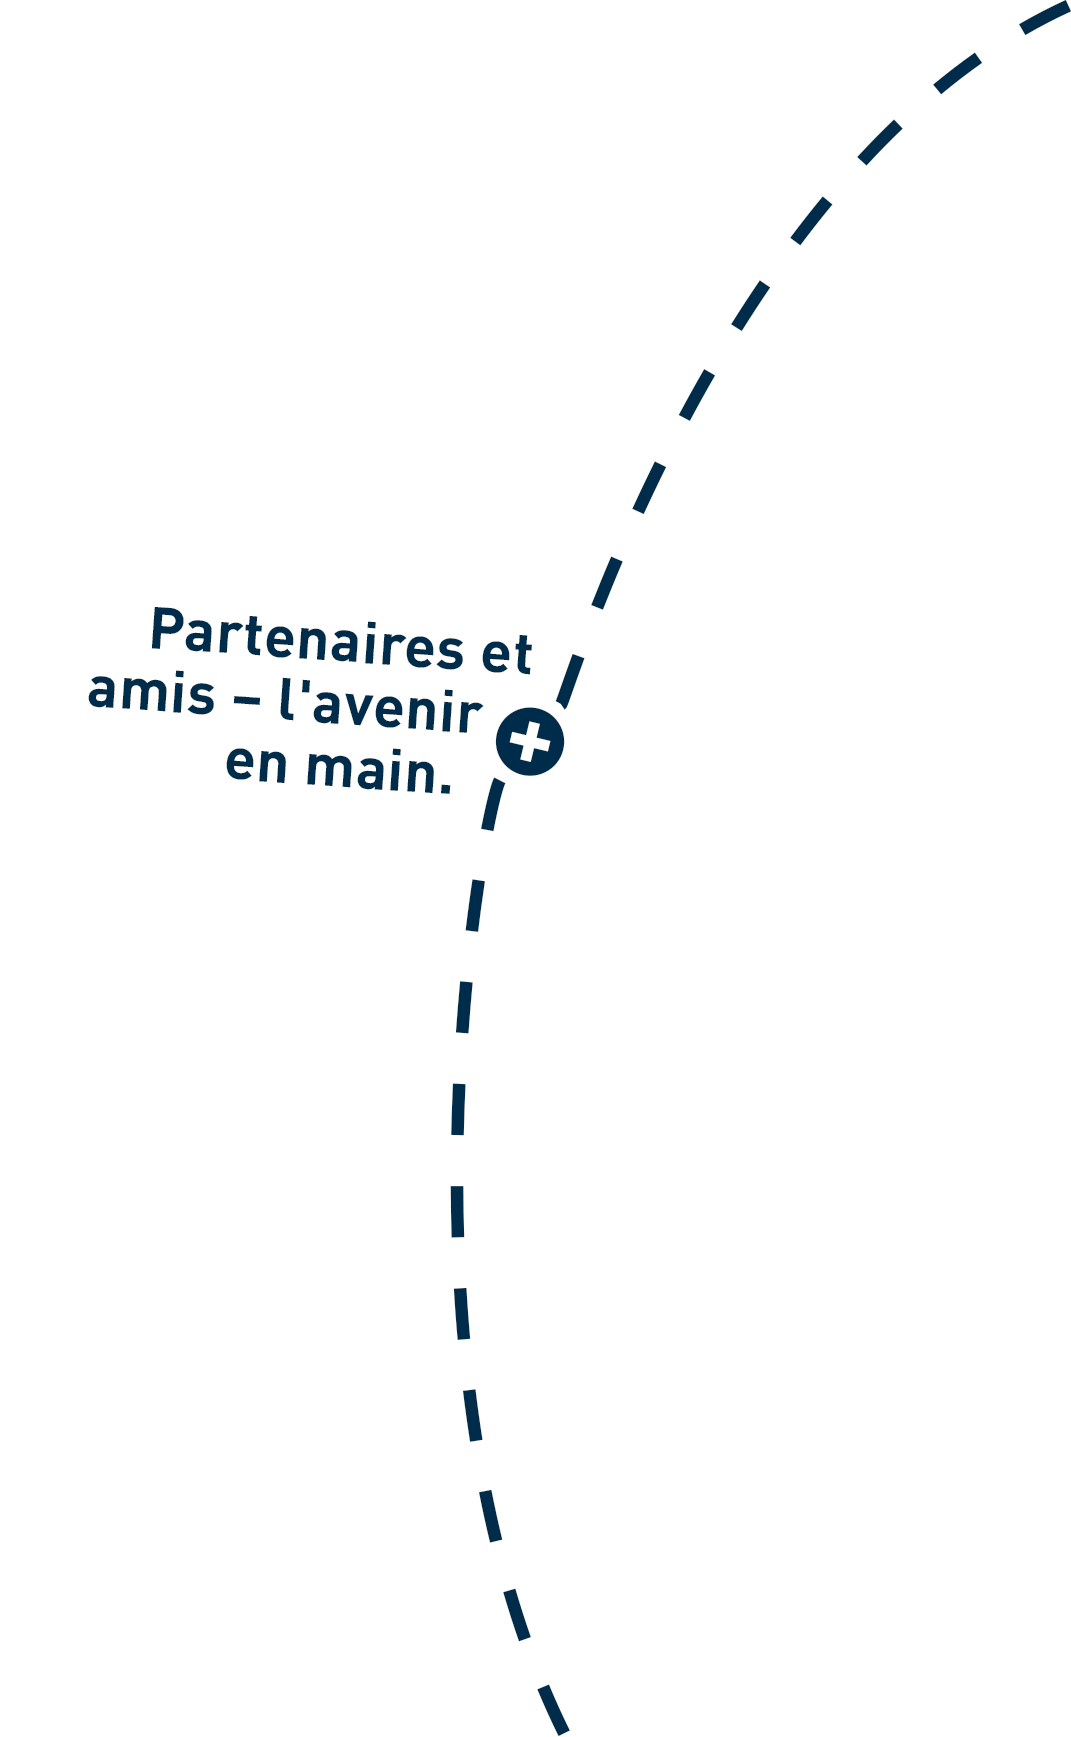 Partenaires et
amis – l'avenir
en main.